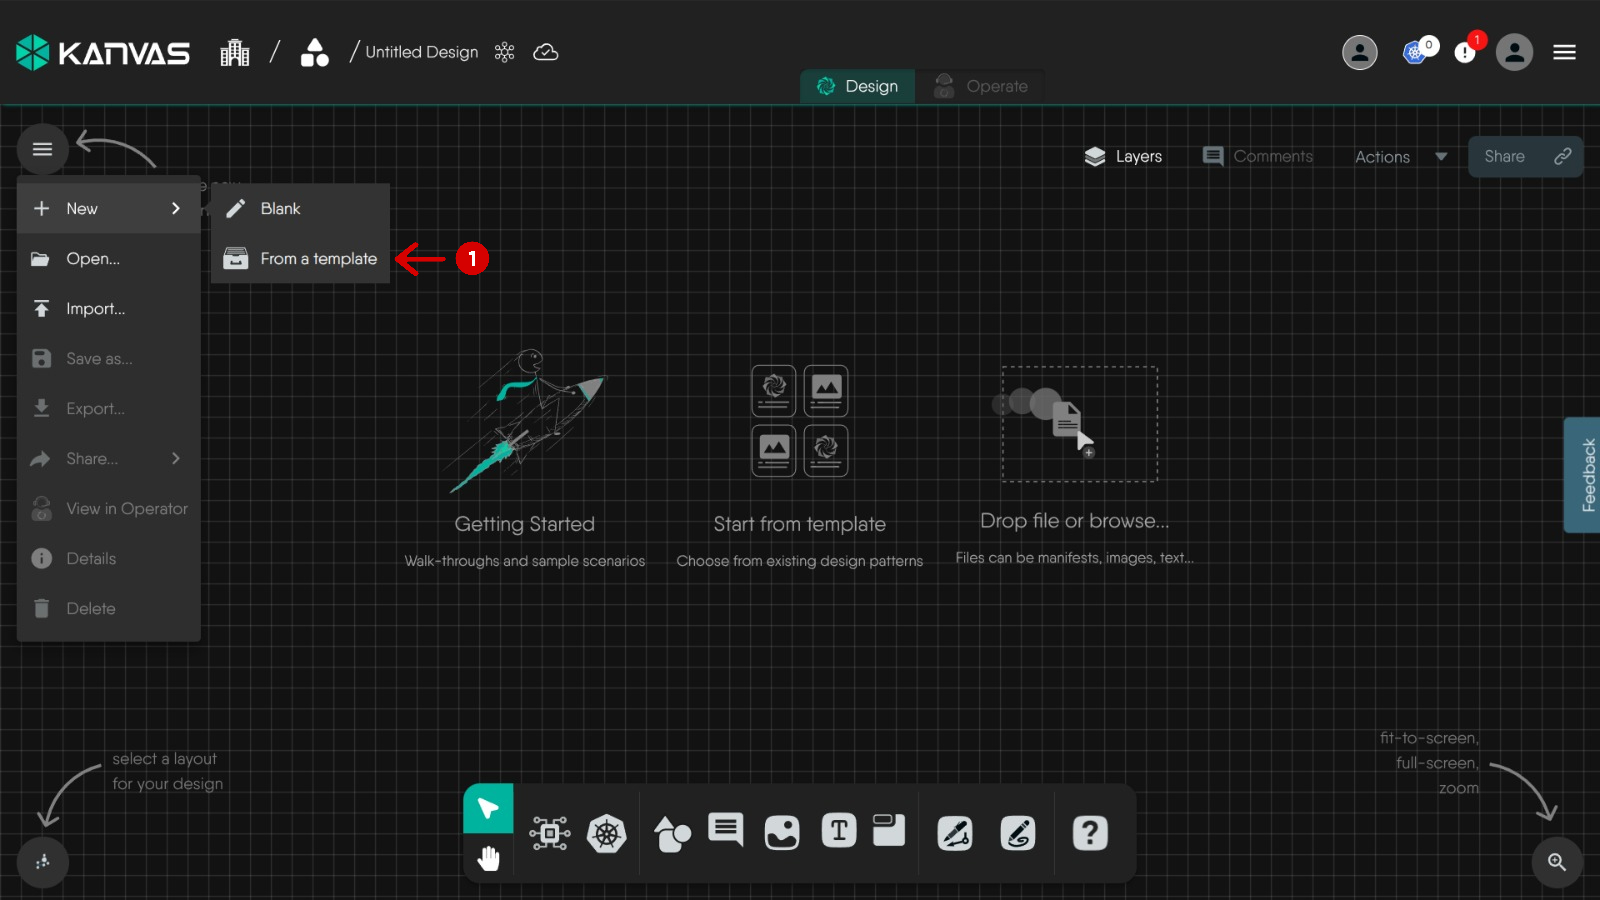 KANVAS
/
/ Untitled Design
0
1
Design
Operate
Layers
Comments
Actions
Share
New
Blank
Open...
From a template
1
Import...
Save as...
Export...
Share...
View in Operator
Details
Delete
Getting Started
Walk-throughs and sample scenarios
Start from template
Choose from existing design patterns
Drop file or browse...
Files can be manifests, images, text...
Feedback
select a layout
for your design
fit-to-screen,
full-screen,
zoom
T
?